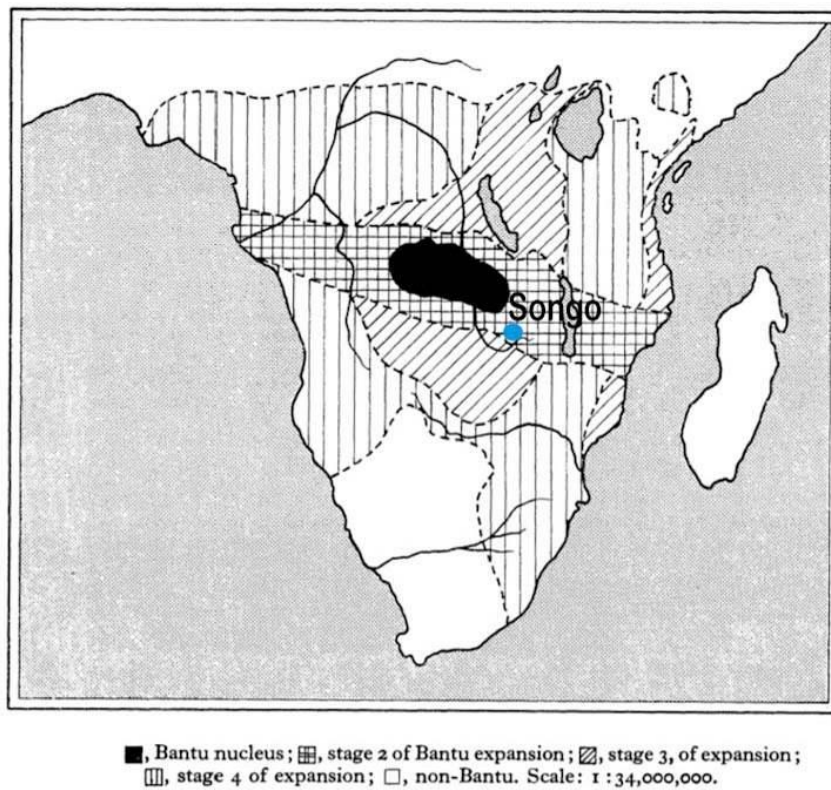 Songo
■, Bantu nucleus; ▦, stage 2 of Bantu expansion; ▨, stage 3, of expansion;
▥, stage 4 of expansion; □, non-Bantu. Scale: 1:34,000,000.